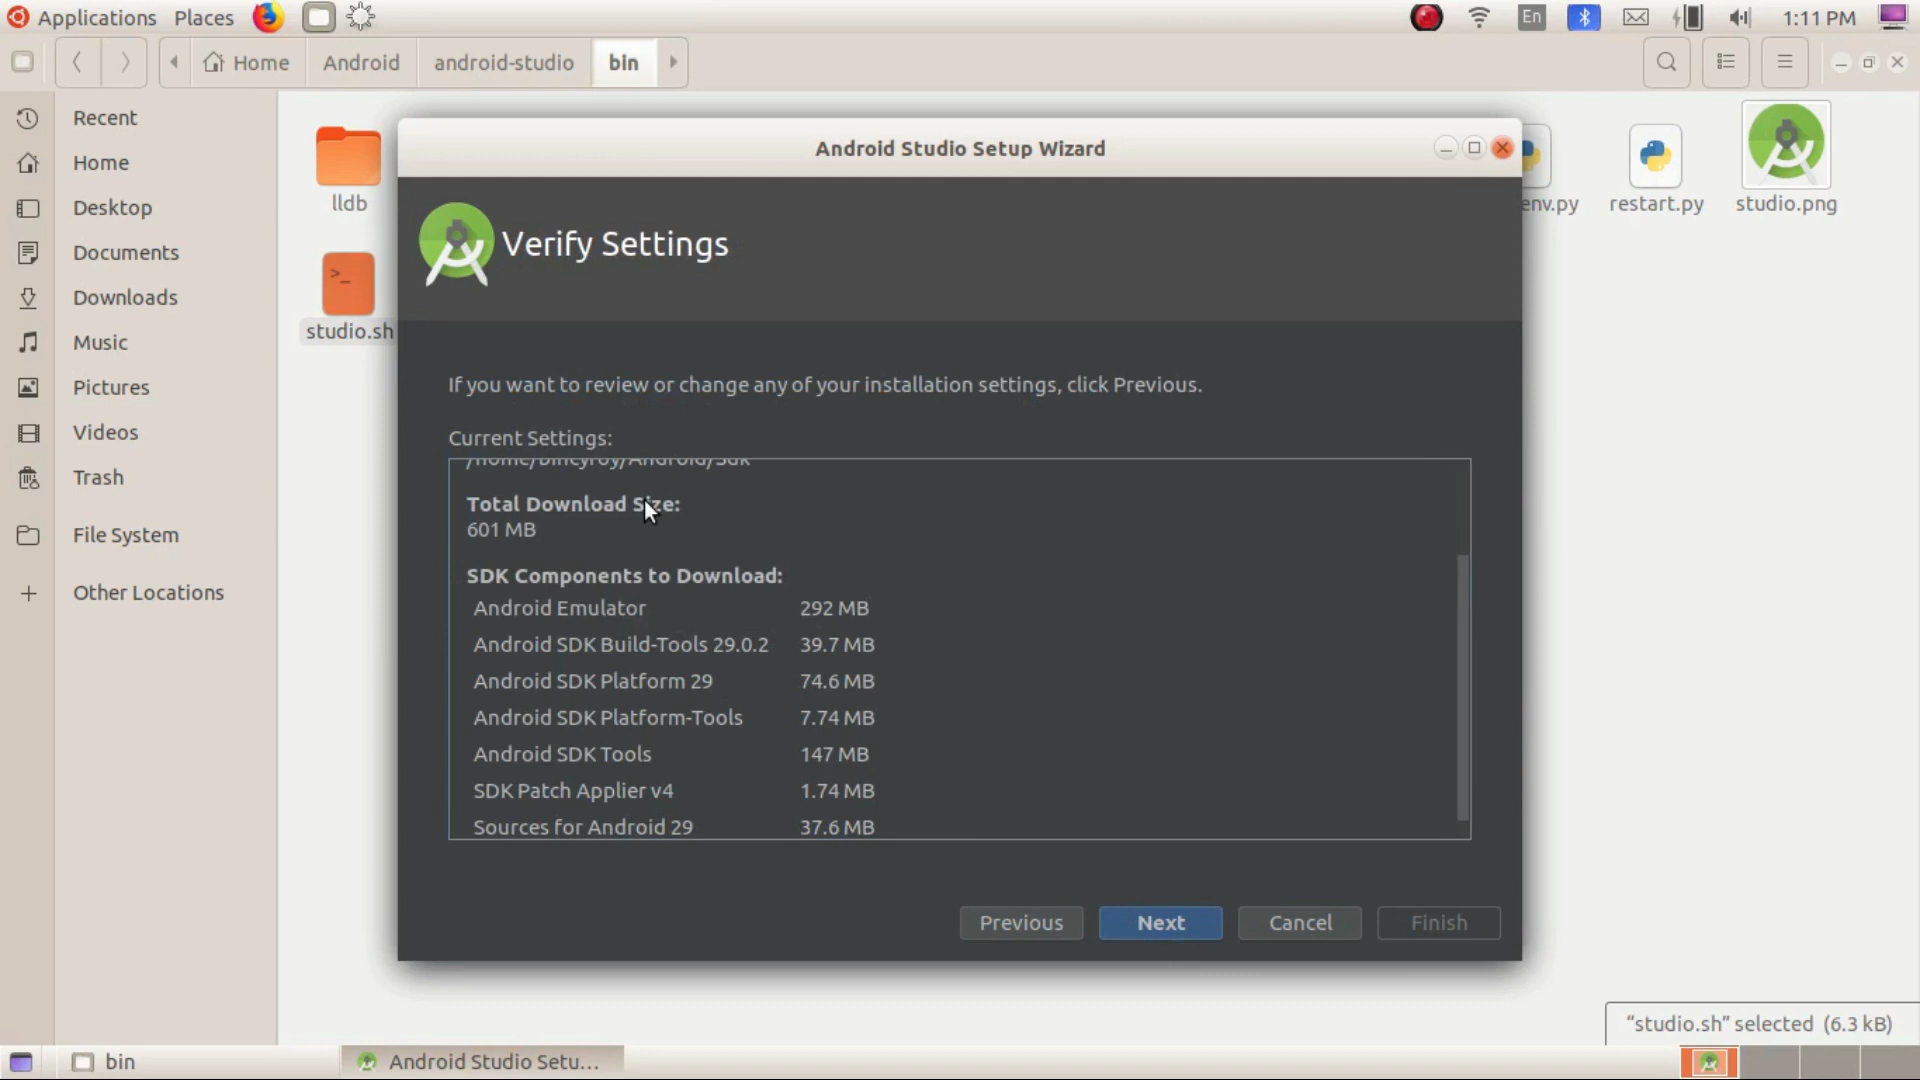 Applications Places En 1:11 PM
Home Android android-studio bin
Recent
Home
Desktop
Documents
Downloads
Music
Pictures
Videos
Trash
File System
Other Locations
lldb
studio.sh
env.py
restart.py
studio.png
Android Studio Setup Wizard
Verify Settings
If you want to review or change any of your installation settings, click Previous.
Current Settings:
/home/bincyroy/Android/Sdk
Total Download Size:
601 MB
SDK Components to Download:
Android Emulator 292 MB
Android SDK Build-Tools 29.0.2 39.7 MB
Android SDK Platform 29 74.6 MB
Android SDK Platform-Tools 7.74 MB
Android SDK Tools 147 MB
SDK Patch Applier v4 1.74 MB
Sources for Android 29 37.6 MB
Previous Next Cancel Finish
“studio.sh” selected (6.3 kB)
bin Android Studio Setu...